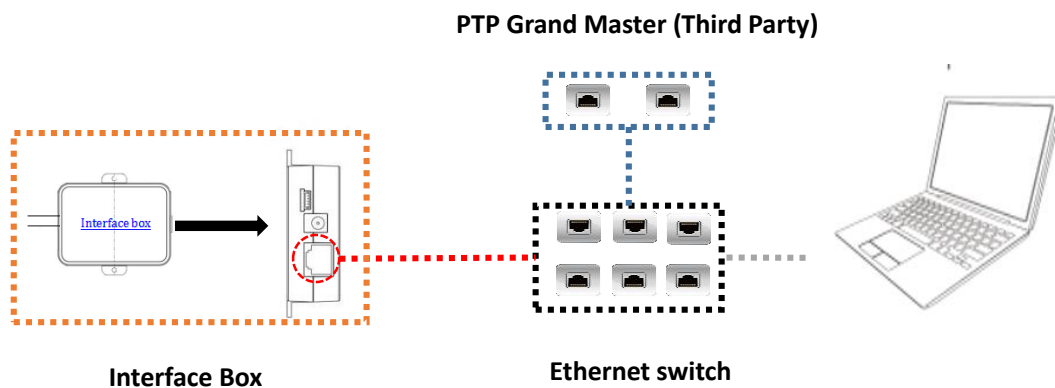 PTP Grand Master (Third Party)
Interface box
Interface Box
Ethernet switch